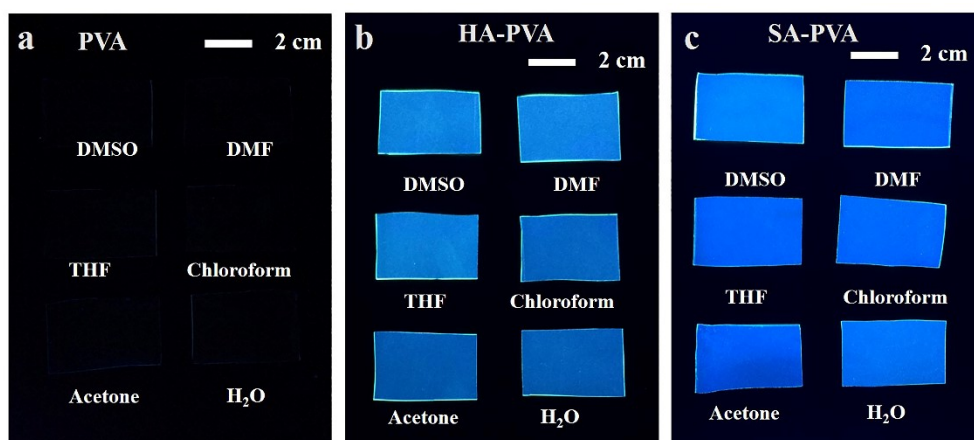 a PVA 2 cm
DMSO DMF
THF Chloroform
Acetone H₂O
b HA-PVA
2 cm
DMSO DMF
THF Chloroform
Acetone H₂O
c SA-PVA
2 cm
DMSO DMF
THF Chloroform
Acetone H₂O